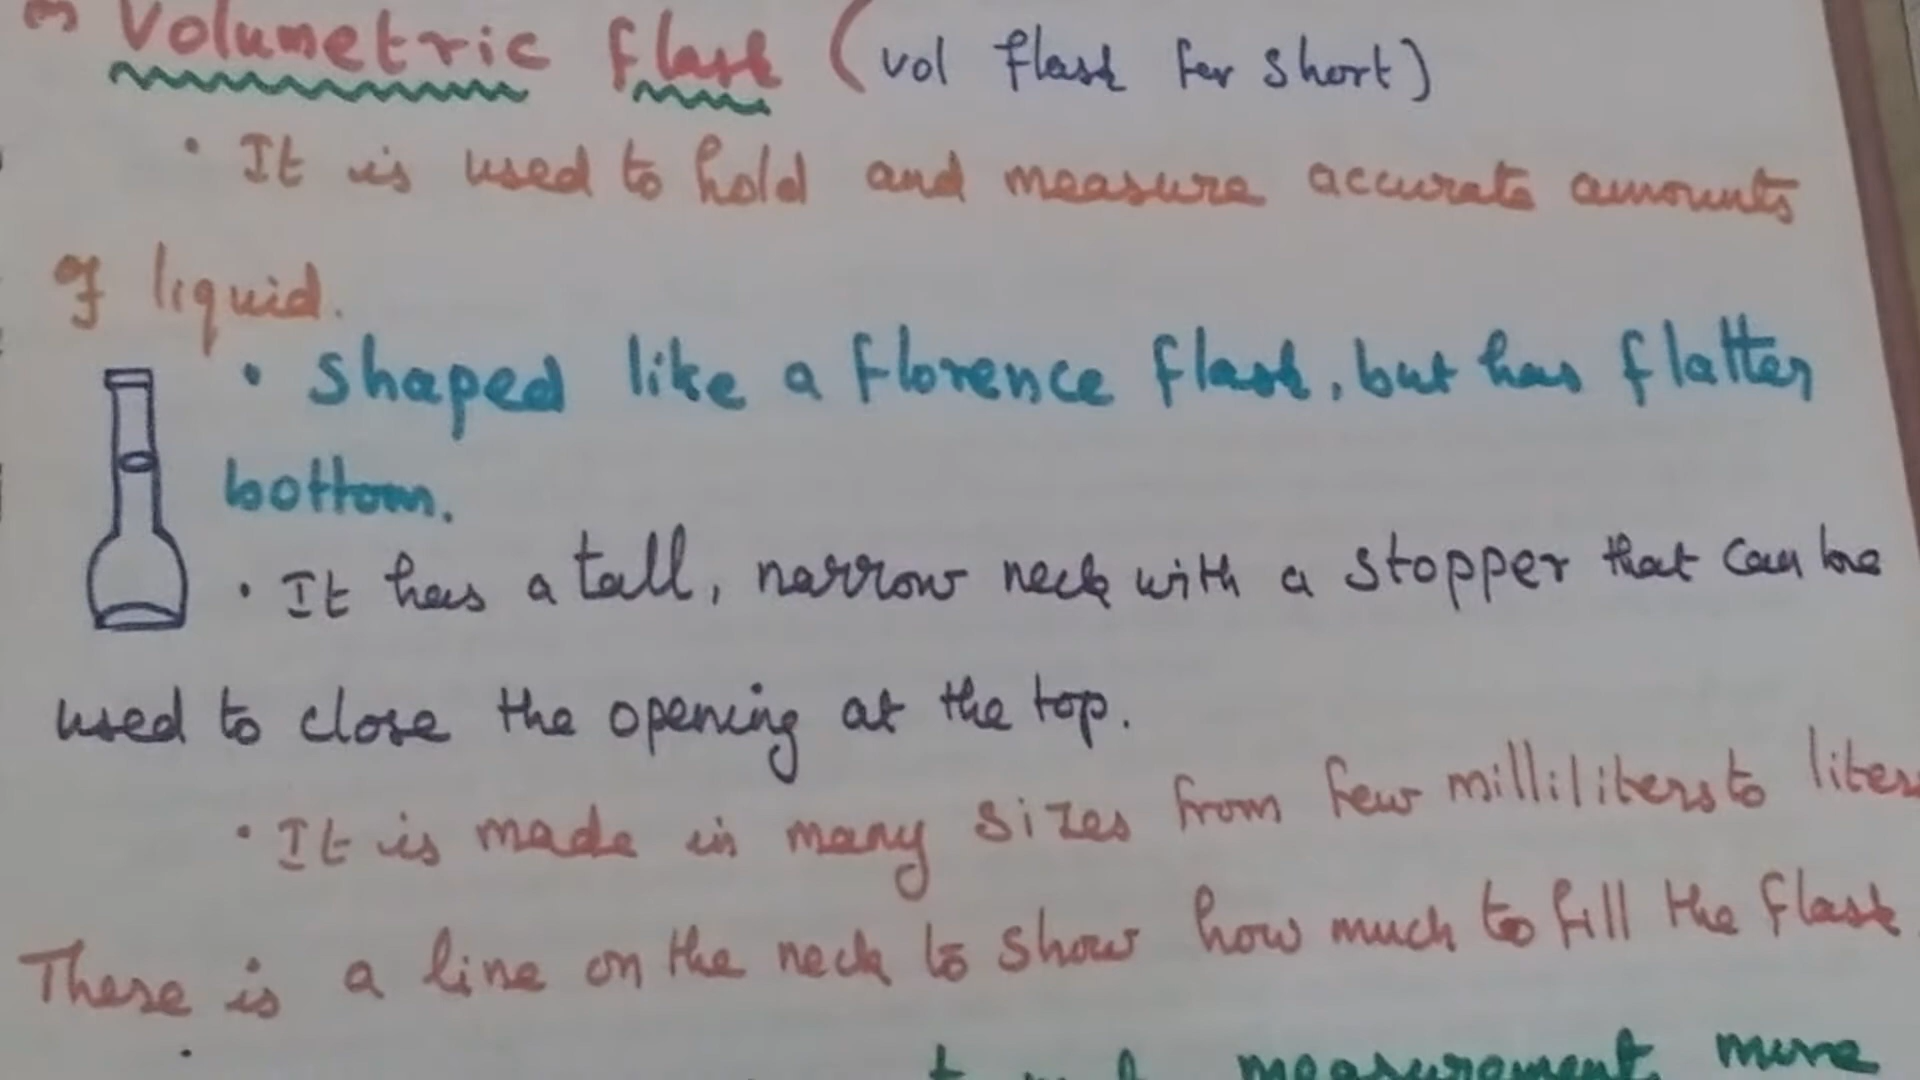 Volumetric flask (vol flask for short)
• It is used to hold and measure accurate amounts
of liquid.
• Shaped like a florence flask, but has flatter
bottom.
• It has a tall, narrow neck with a stopper that can be
used to close the opening at the top.
• It is made in many sizes from few milliliters to liters
There is a line on the neck to show how much to fill the flask.
measurement more